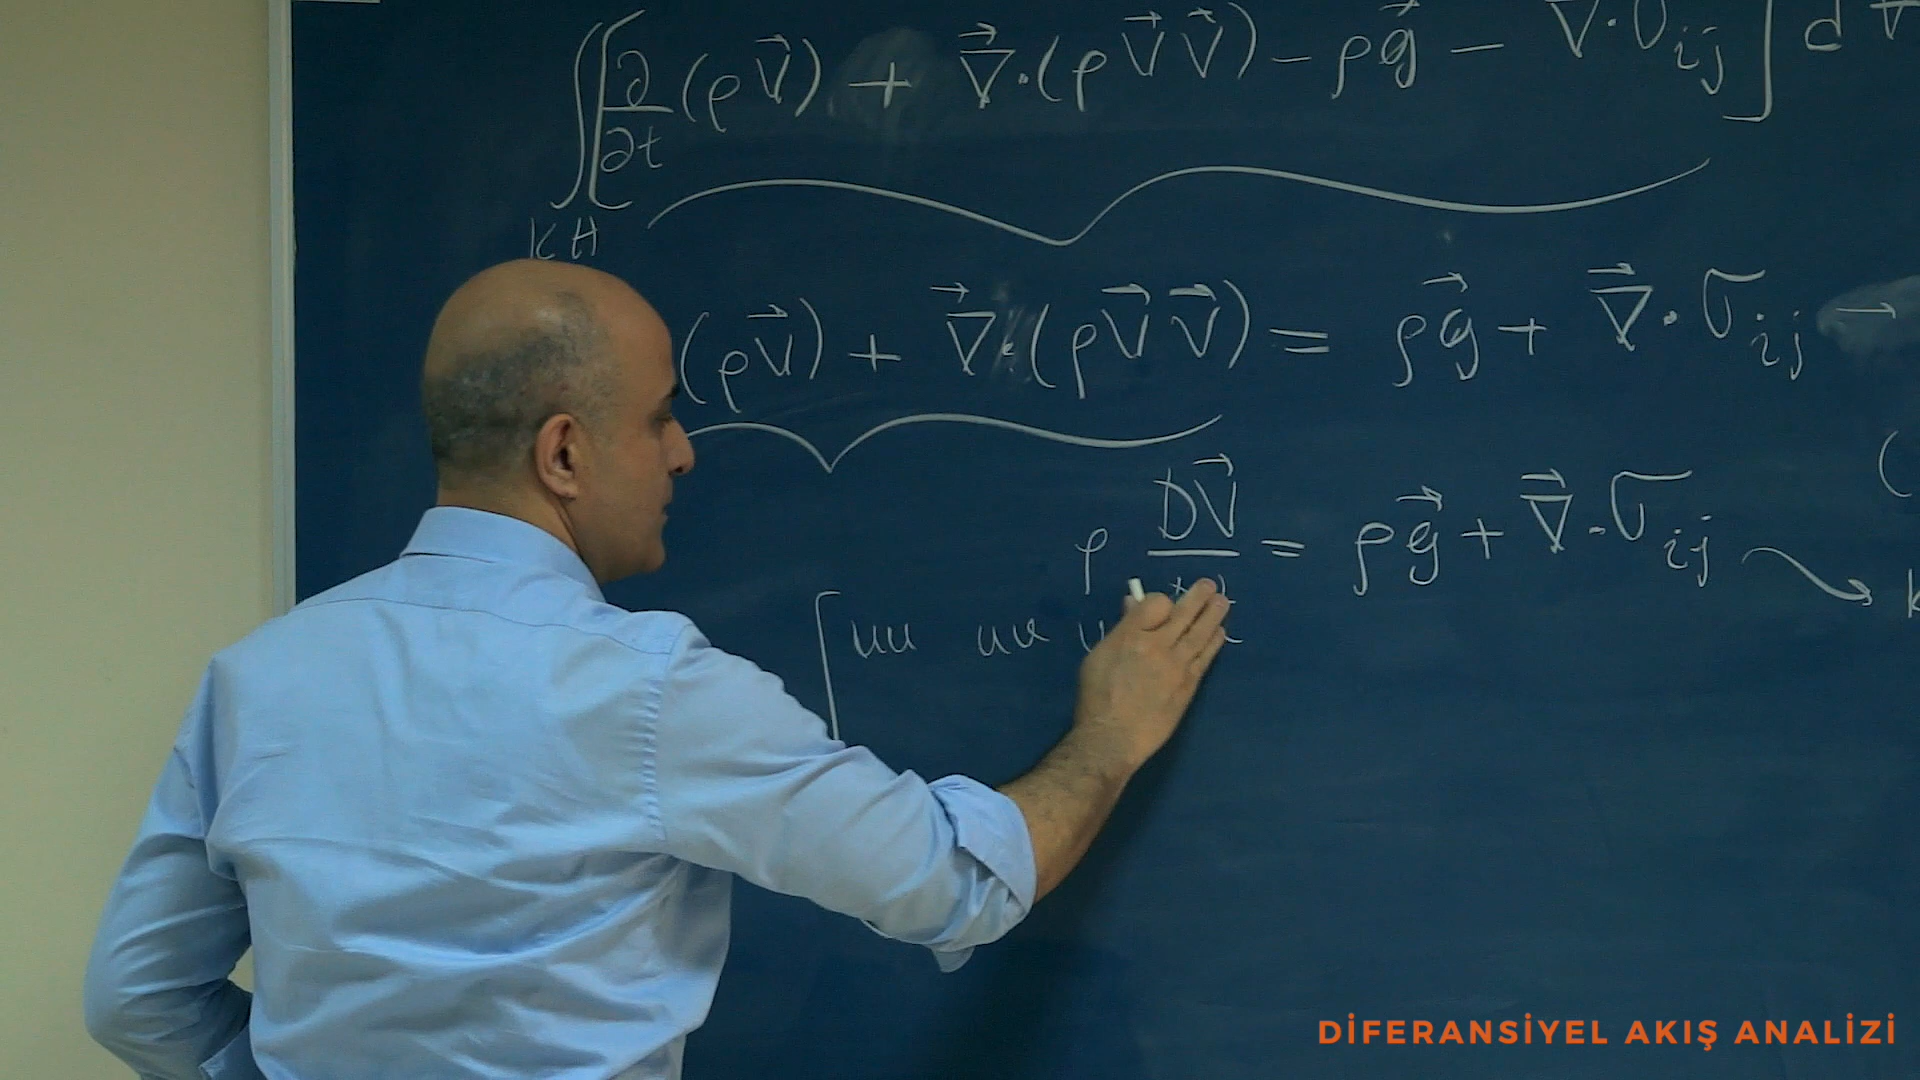 ∫[∂/∂t (ρV⃗) + ∇⃗·(ρV⃗V⃗) − ρg⃗ − ∇⃗·σij] dV
KH
(ρV⃗) + ∇⃗·(ρV⃗V⃗) = ρg⃗ + ∇⃗·σij →
ρ DV⃗ = ρg⃗ + ∇⃗·σij
[uu uv
DİFERANSİYEL AKIŞ ANALİZİ